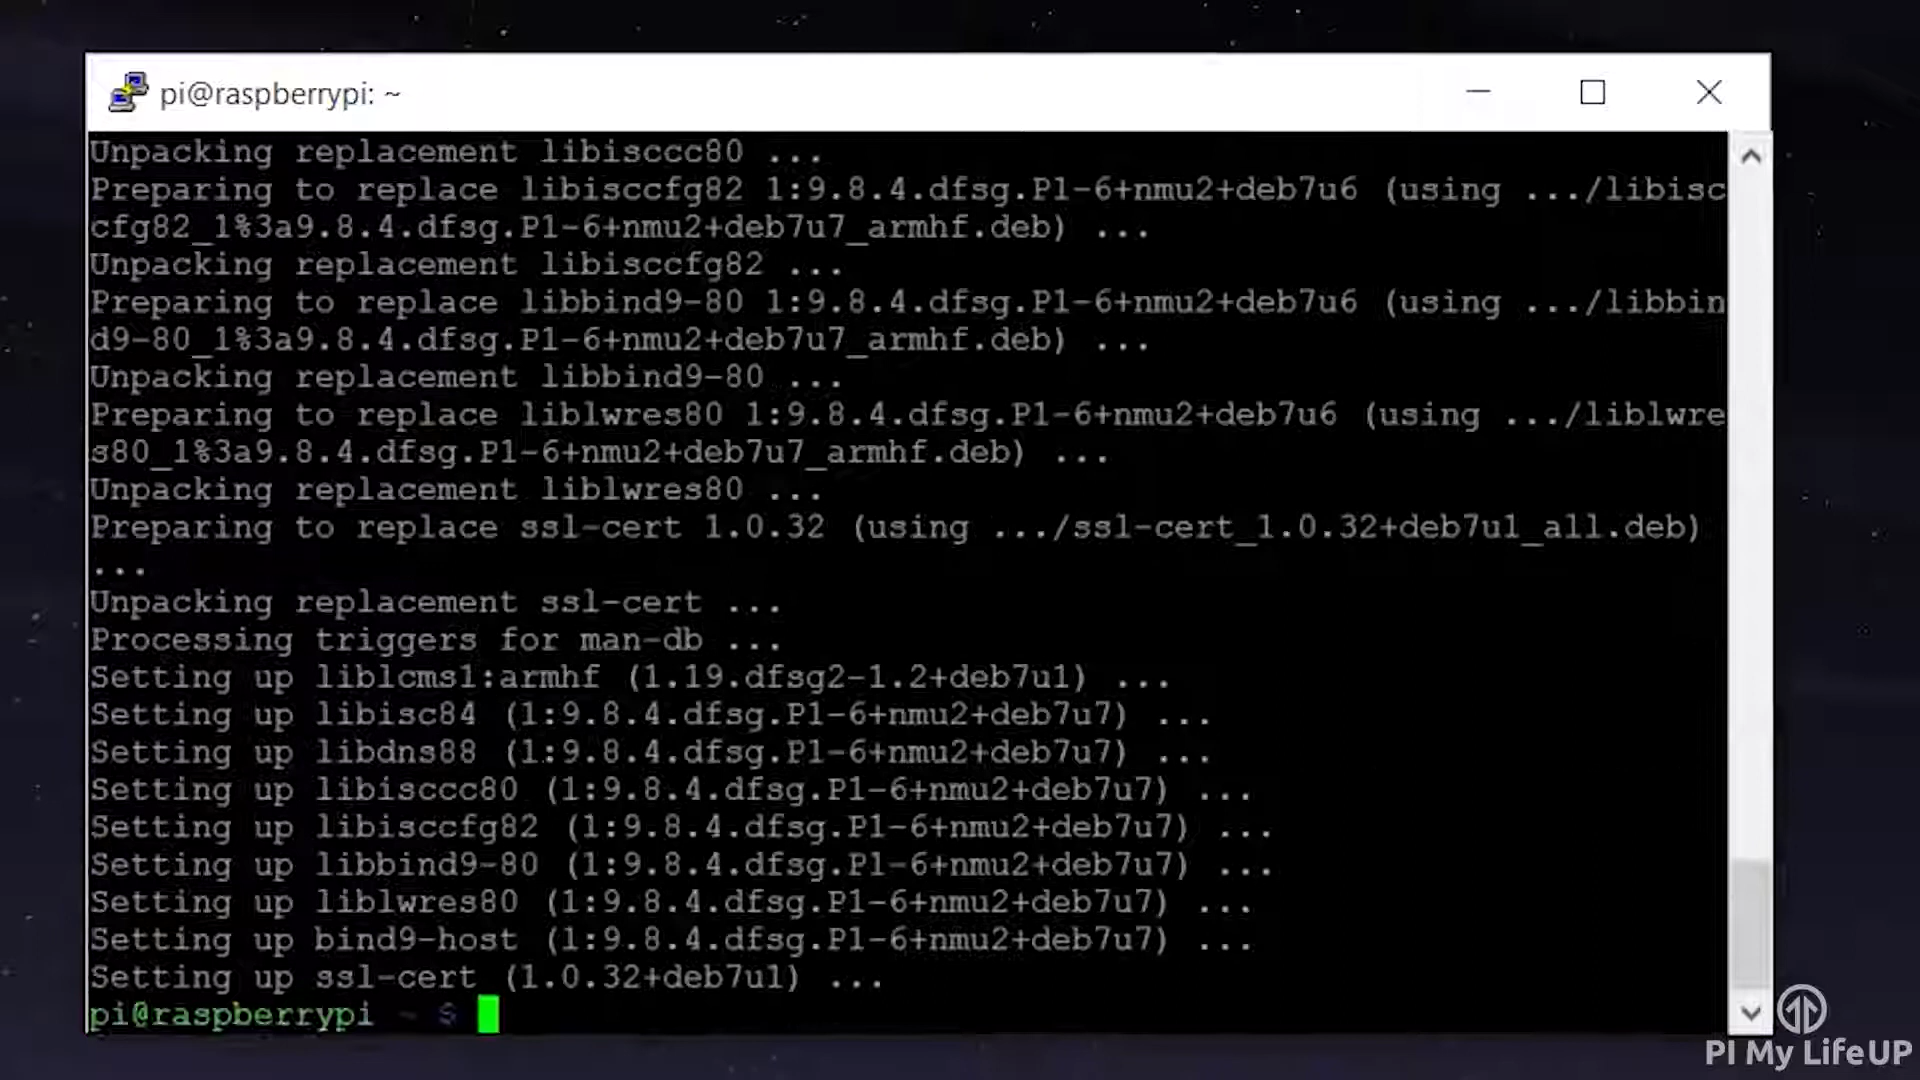 pi@raspberrypi: ~
Unpacking replacement libisccc80 ...
Preparing to replace libisccfg82 1:9.8.4.dfsg.P1-6+nmu2+deb7u6 (using .../libisc
cfg82_1%3a9.8.4.dfsg.P1-6+nmu2+deb7u7_armhf.deb) ...
Unpacking replacement libisccfg82 ...
Preparing to replace libbind9-80 1:9.8.4.dfsg.P1-6+nmu2+deb7u6 (using .../libbin
d9-80_1%3a9.8.4.dfsg.P1-6+nmu2+deb7u7_armhf.deb) ...
Unpacking replacement libbind9-80 ...
Preparing to replace liblwres80 1:9.8.4.dfsg.P1-6+nmu2+deb7u6 (using .../liblwre
s80_1%3a9.8.4.dfsg.P1-6+nmu2+deb7u7_armhf.deb) ...
Unpacking replacement liblwres80 ...
Preparing to replace ssl-cert 1.0.32 (using .../ssl-cert_1.0.32+deb7u1_all.deb)
...
Unpacking replacement ssl-cert ...
Processing triggers for man-db ...
Setting up liblcms1:armhf (1.19.dfsg2-1.2+deb7u1) ...
Setting up libisc84 (1:9.8.4.dfsg.P1-6+nmu2+deb7u7) ...
Setting up libdns88 (1:9.8.4.dfsg.P1-6+nmu2+deb7u7) ...
Setting up libisccc80 (1:9.8.4.dfsg.P1-6+nmu2+deb7u7) ...
Setting up libisccfg82 (1:9.8.4.dfsg.P1-6+nmu2+deb7u7) ...
Setting up libbind9-80 (1:9.8.4.dfsg.P1-6+nmu2+deb7u7) ...
Setting up liblwres80 (1:9.8.4.dfsg.P1-6+nmu2+deb7u7) ...
Setting up bind9-host (1:9.8.4.dfsg.P1-6+nmu2+deb7u7) ...
Setting up ssl-cert (1.0.32+deb7u1) ...
pi@raspberrypi ~ $
PI My LifeUP